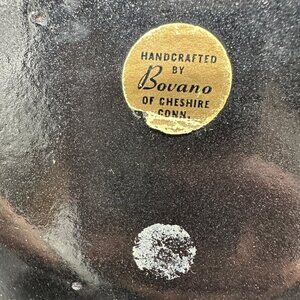 HANDCRAFTED
BY
Bovano
OF CHESHIRE
CONN.